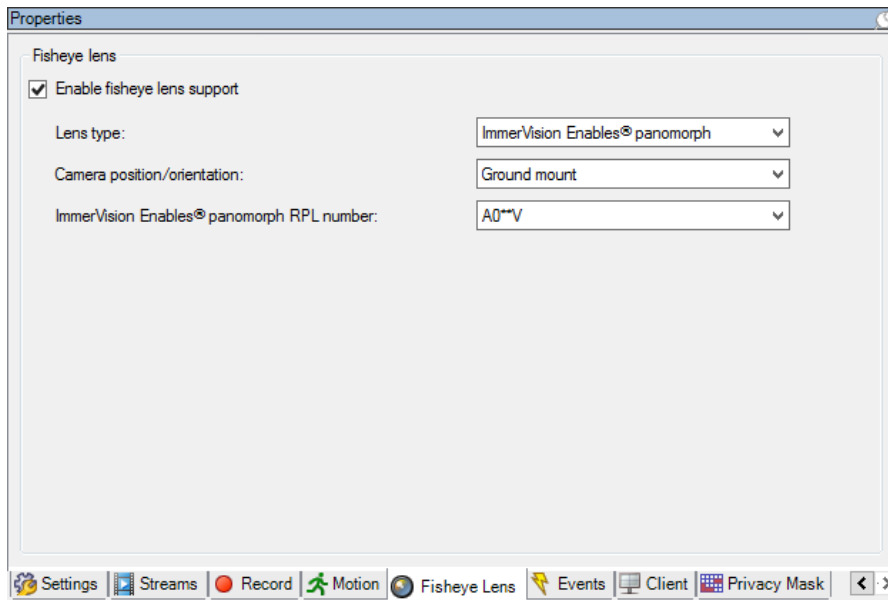 Properties
Fisheye lens
Enable fisheye lens support
Lens type: ImmerVision Enables® panomorph
Camera position/orientation: Ground mount
ImmerVision Enables® panomorph RPL number: A0**V
Settings Streams Record Motion Fisheye Lens Events Client Privacy Mask